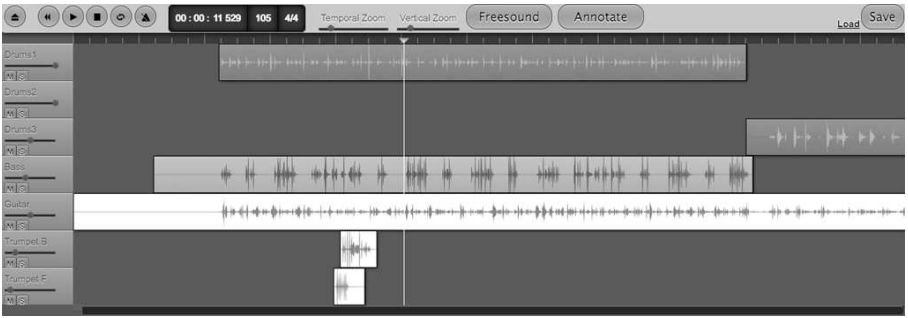 00 : 00 : 11 529 105 4/4 Temporal Zoom Vertical Zoom Freesound Annotate Load Save
Drums1
M S
Drums2
M S
Drums3
M S
Bass
M S
Guitar
M S
Trumpet B
M S
Trumpet F
M S